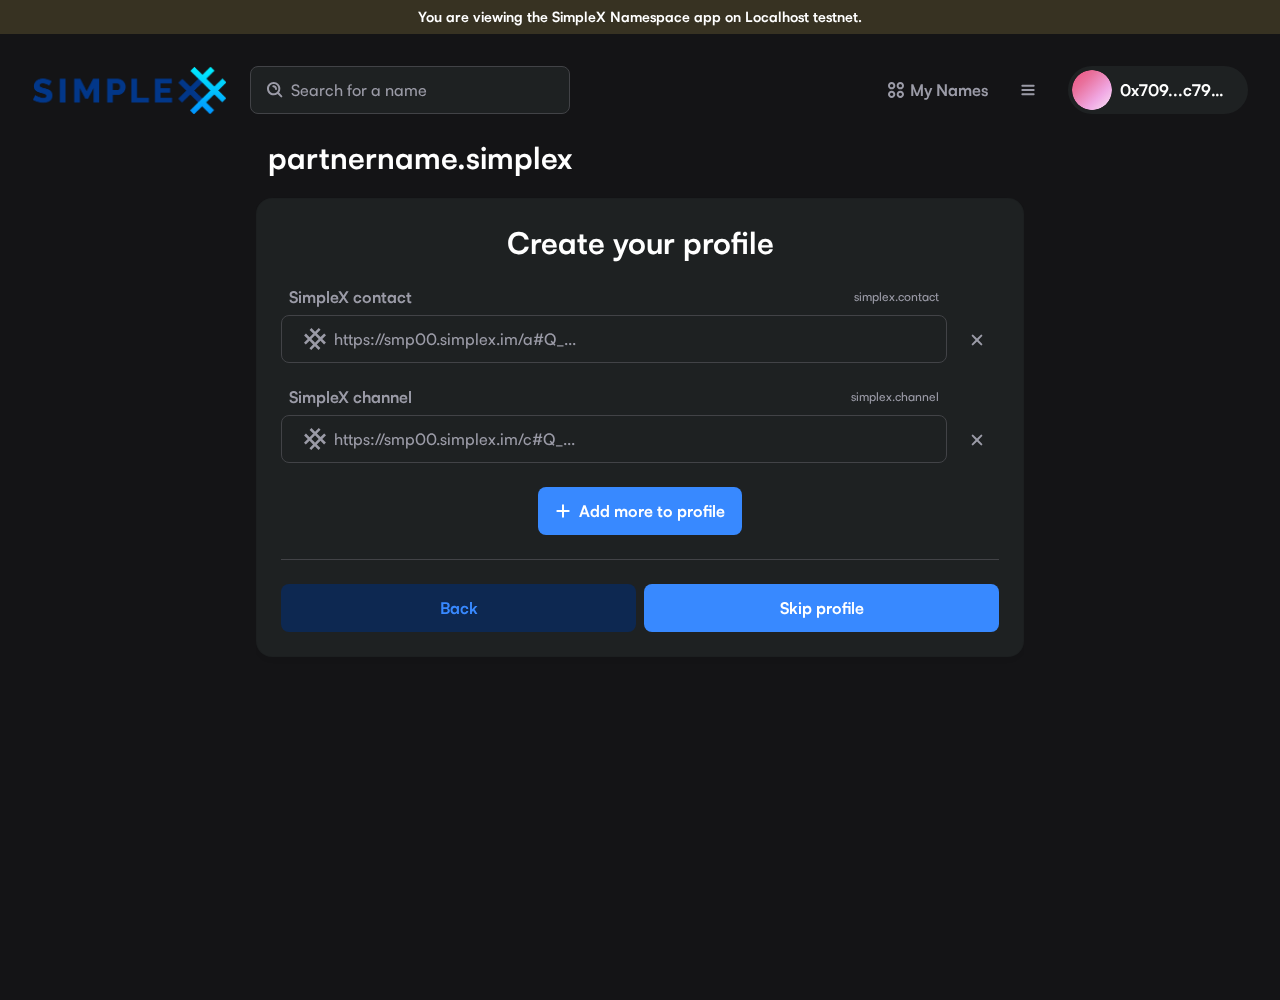 You are viewing the SimpleX Namespace app on Localhost testnet.
SIMPLEX
Search for a name
My Names
0x709...c79...
partnername.simplex
Create your profile
SimpleX contact
simplex.contact
https://smp00.simplex.im/a#Q_...
SimpleX channel
simplex.channel
https://smp00.simplex.im/c#Q_...
Add more to profile
Back
Skip profile